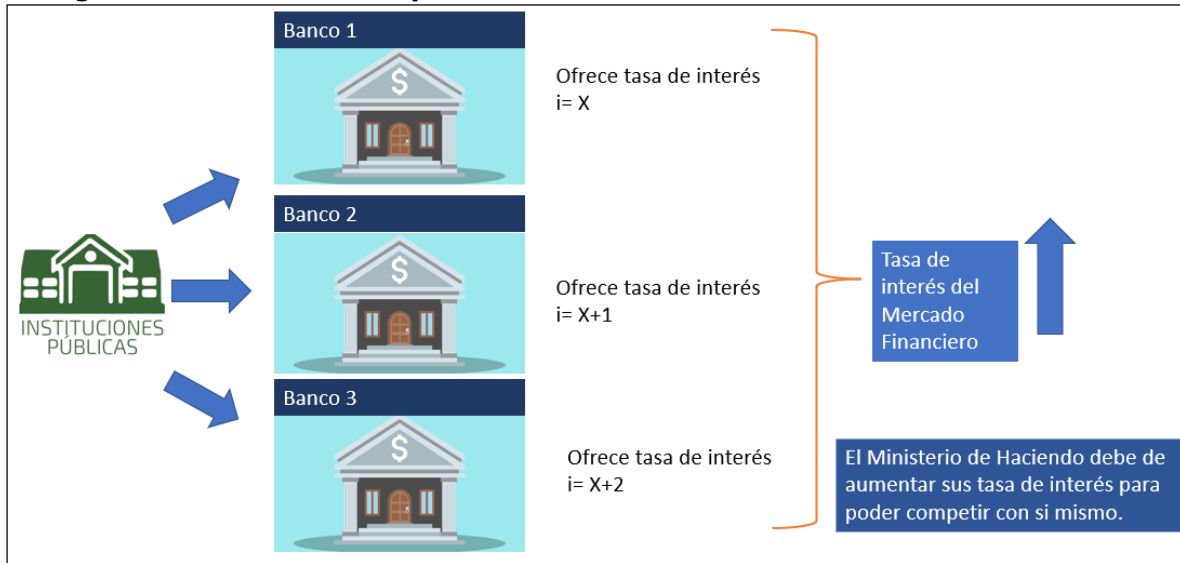 Banco 1
Ofrece tasa de interés
i= X
Banco 2
Ofrece tasa de interés
i= X+1
INSTITUCIONES
PÚBLICAS
Tasa de
interés del
Mercado
Financiero
Banco 3
Ofrece tasa de interés
i= X+2
El Ministerio de Haciendo debe de
aumentar sus tasa de interés para
poder competir con si mismo.
$
$
$